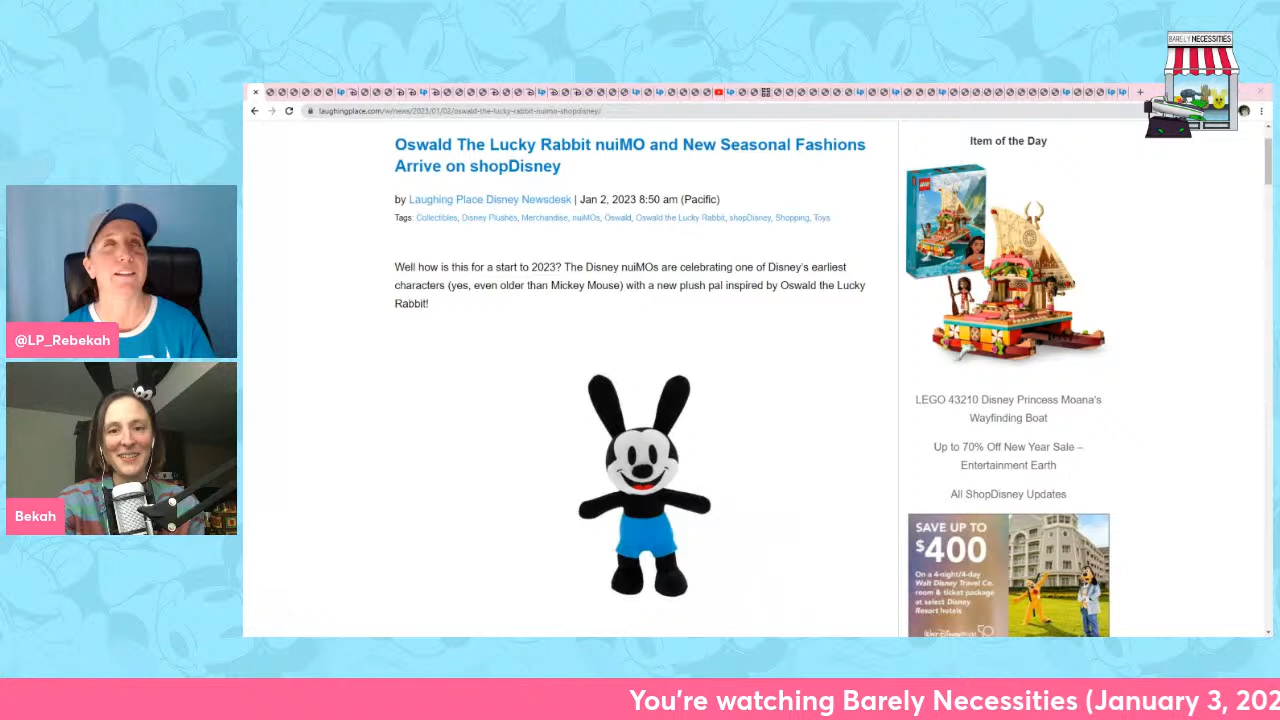 BARELY NECESSITIES
laughingplace.com/w/news/2023/01/02/oswald-the-lucky-rabbit-nuimo-shopdisney/
Oswald The Lucky Rabbit nuiMO and New Seasonal Fashions
Arrive on shopDisney
by Laughing Place Disney Newsdesk | Jan 2, 2023 8:50 am (Pacific)
Tags: Collectibles, Disney Plushes, Merchandise, nuiMOs, Oswald, Oswald the Lucky Rabbit, shopDisney, Shopping, Toys
Well how is this for a start to 2023? The Disney nuiMOs are celebrating one of Disney's earliest
characters (yes, even older than Mickey Mouse) with a new plush pal inspired by Oswald the Lucky
Rabbit!
Item of the Day
LEGO 43210 Disney Princess Moana's
Wayfinding Boat
Up to 70% Off New Year Sale –
Entertainment Earth
All ShopDisney Updates
SAVE UP TO
$400
On a 4-night/4-day
Walt Disney Travel Co.
room & ticket package
at select Disney
Resort hotels
@LP_Rebekah
Bekah
You're watching Barely Necessities (January 3, 202